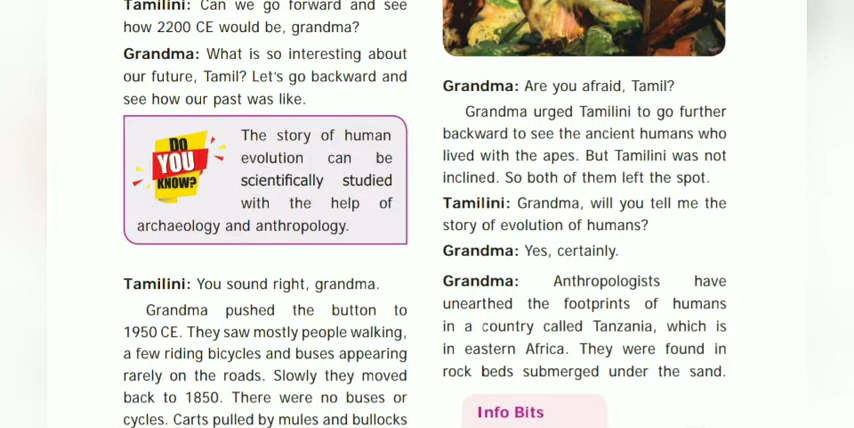 Tamilini: Can we go forward and see
how 2200 CE would be, grandma?
Grandma: What is so interesting about
our future, Tamil? Let's go backward and
see how our past was like.
DO
YOU
KNOW?
The story of human
evolution can be
scientifically studied
with the help of
archaeology and anthropology.
Tamilini: You sound right, grandma.
Grandma pushed the button to
1950 CE. They saw mostly people walking,
a few riding bicycles and buses appearing
rarely on the roads. Slowly they moved
back to 1850. There were no buses or
cycles. Carts pulled by mules and bullocks
Grandma: Are you afraid, Tamil?
Grandma urged Tamilini to go further
backward to see the ancient humans who
lived with the apes. But Tamilini was not
inclined. So both of them left the spot.
Tamilini: Grandma, will you tell me the
story of evolution of humans?
Grandma: Yes, certainly.
Grandma: Anthropologists have
unearthed the footprints of humans
in a country called Tanzania, which is
in eastern Africa. They were found in
rock beds submerged under the sand.
Info Bits